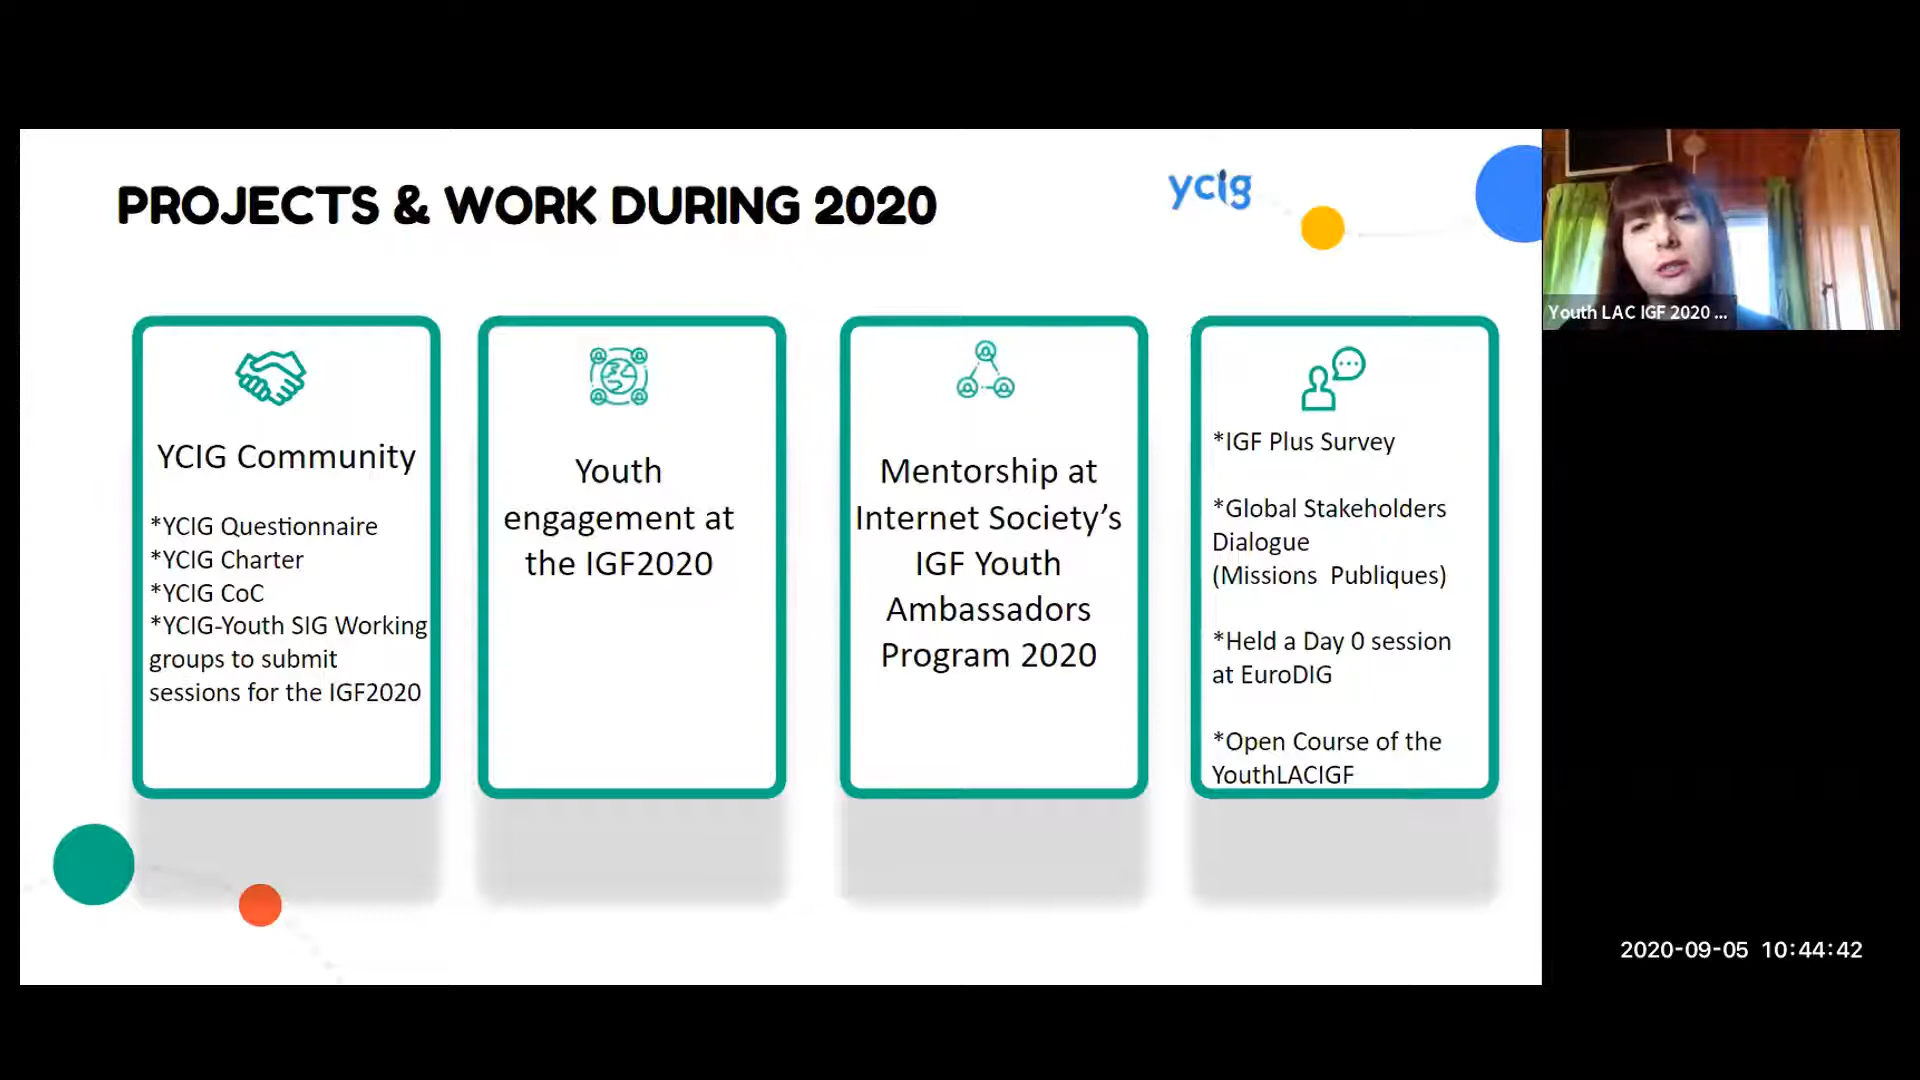 PROJECTS & WORK DURING 2020
ycig
YCIG Community
*YCIG Questionnaire
*YCIG Charter
*YCIG CoC
*YCIG-Youth SIG Working
groups to submit
sessions for the IGF2020
Youth
engagement at
the IGF2020
Mentorship at
Internet Society’s
IGF Youth
Ambassadors
Program 2020
*IGF Plus Survey
*Global Stakeholders
Dialogue
(Missions  Publiques)
*Held a Day 0 session
at EuroDIG
*Open Course of the
YouthLACIGF
Youth LAC IGF 2020 ...
2020-09-05 10:44:42